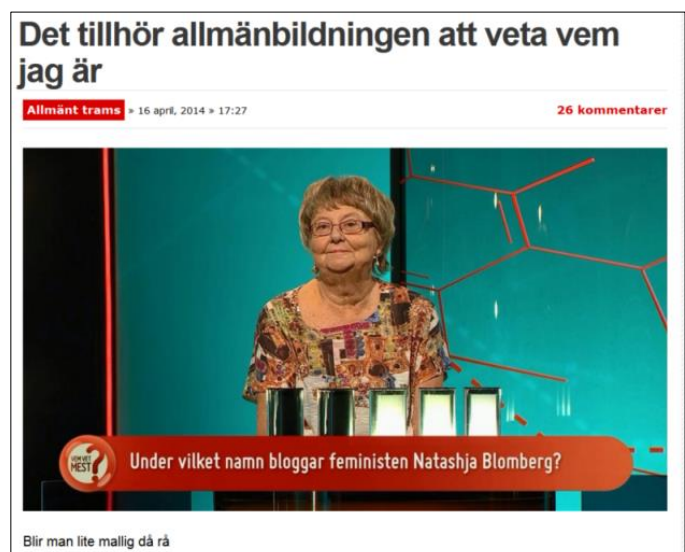 Det tillhör allmänbildningen att veta vem
jag är
Allmänt trams » 16 april, 2014 » 17:27
26 kommentarer
VEM VET
MEST?
Under vilket namn bloggar feministen Natashja Blomberg?
Blir man lite mallig då rå